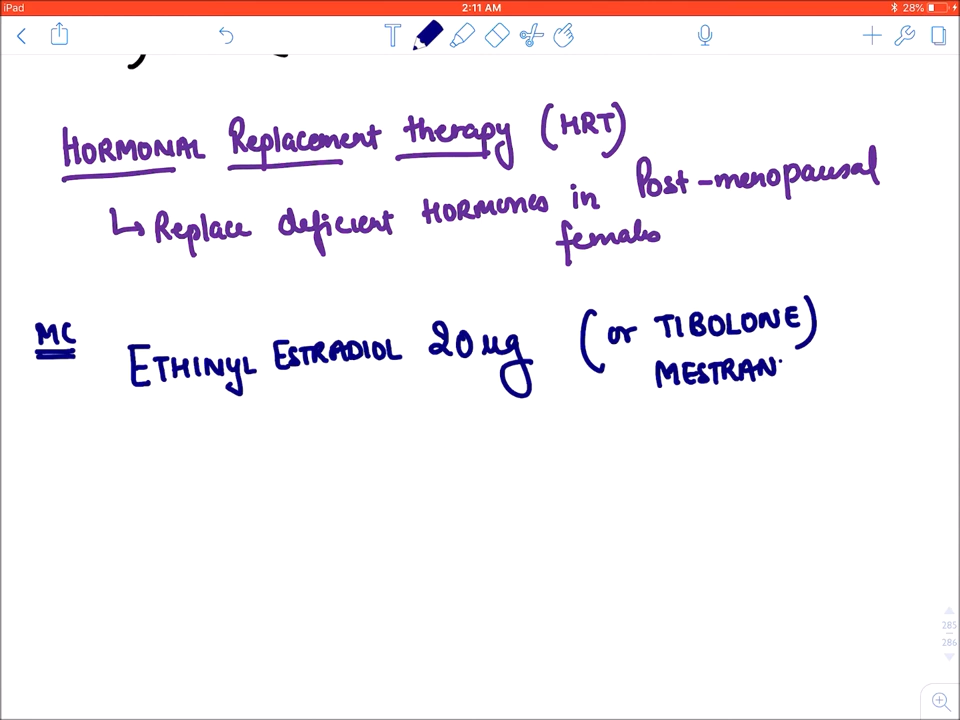 iPad 2:11 AM 28%
T
HORMONAL Replacement therapy (HRT)
↳ Replace deficient HORMONES in Post-menopausal
females
MC
ETHINYL ESTRADIOL 20 µg (or TIBOLONE)
MESTRAN
285
286